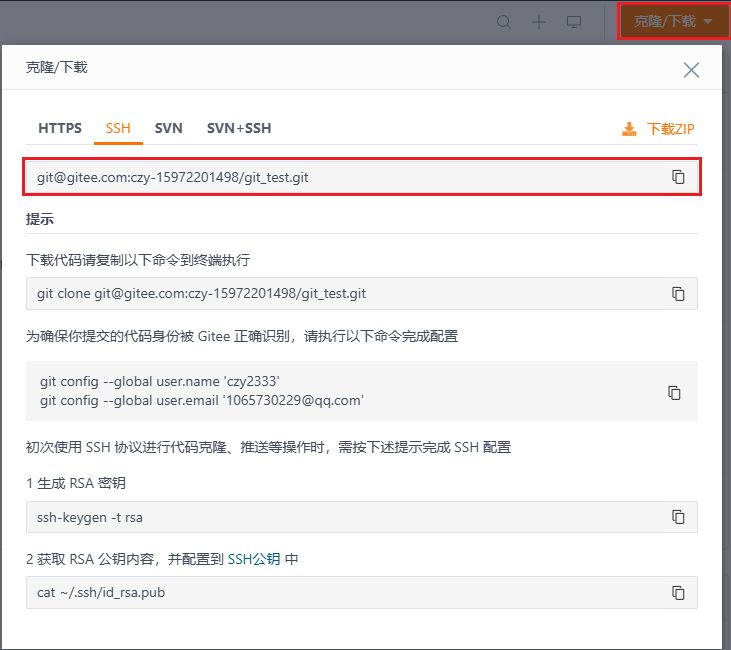 克隆/下载
克隆/下载
HTTPS SSH SVN SVN+SSH 下载ZIP
git@gitee.com:czy-15972201498/git_test.git
提示
下载代码请复制以下命令到终端执行
git clone git@gitee.com:czy-15972201498/git_test.git
为确保你提交的代码身份被 Gitee 正确识别，请执行以下命令完成配置
git config --global user.name 'czy2333'
git config --global user.email '1065730229@qq.com'
初次使用 SSH 协议进行代码克隆、推送等操作时，需按下述提示完成 SSH 配置
1 生成 RSA 密钥
ssh-keygen -t rsa
2 获取 RSA 公钥内容，并配置到 SSH公钥 中
cat ~/.ssh/id_rsa.pub